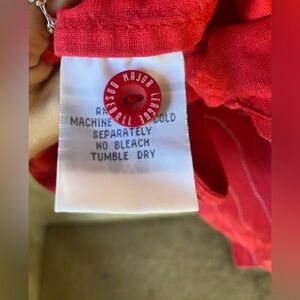 MAJOR LEAGUE BASEBALL
MACHINE
COLD
SEPARATELY
NO BLEACH
TUMBLE DRY